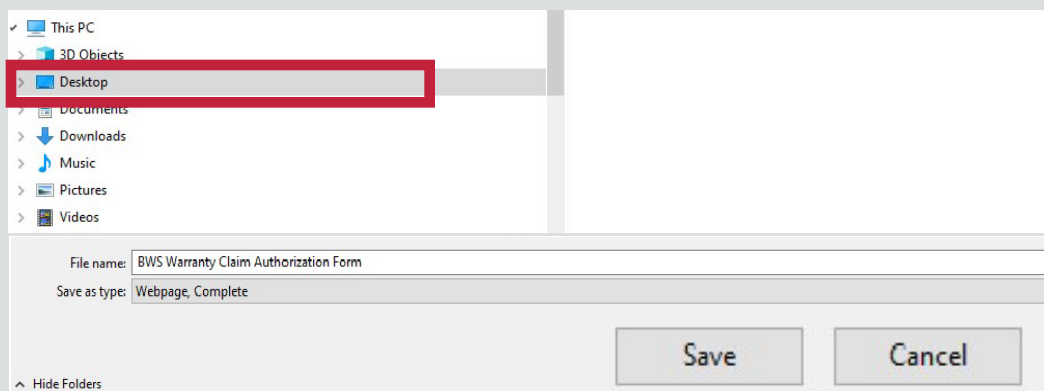 This PC
3D Objects
Desktop
Documents
Downloads
Music
Pictures
Videos
File name: BWS Warranty Claim Authorization Form
Save as type: Webpage, Complete
Save Cancel
Hide Folders